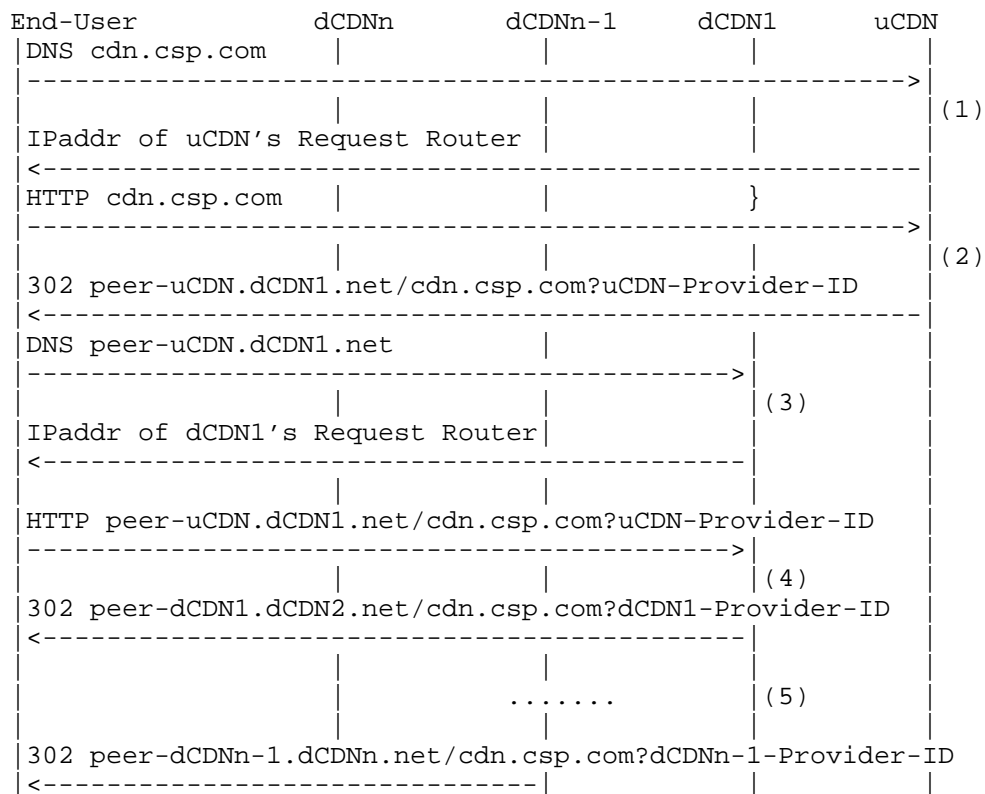 End-User dCDNn dCDNn-1 dCDN1 uCDN
|DNS cdn.csp.com | | | |
|------------------------------------------------------->|
| | | | |(1)
|IPaddr of uCDN's Request Router | | |
|<-------------------------------------------------------|
|HTTP cdn.csp.com | | } |
|------------------------------------------------------->|
| | | | |(2)
|302 peer-uCDN.dCDN1.net/cdn.csp.com?uCDN-Provider-ID |
|<-------------------------------------------------------|
|DNS peer-uCDN.dCDN1.net | | |
|-------------------------------------------->| |
| | | |(3) |
|IPaddr of dCDN1's Request Router| | |
|<--------------------------------------------| |
| | | | |
|HTTP peer-uCDN.dCDN1.net/cdn.csp.com?uCDN-Provider-ID |
|-------------------------------------------->| |
| | | |(4) |
|302 peer-dCDN1.dCDN2.net/cdn.csp.com?dCDN1-Provider-ID |
|<--------------------------------------------| |
| | | | |
| | ....... |(5) |
| | | | |
|302 peer-dCDNn-1.dCDNn.net/cdn.csp.com?dCDNn-1-Provider-ID
|<-------------------------------| | |